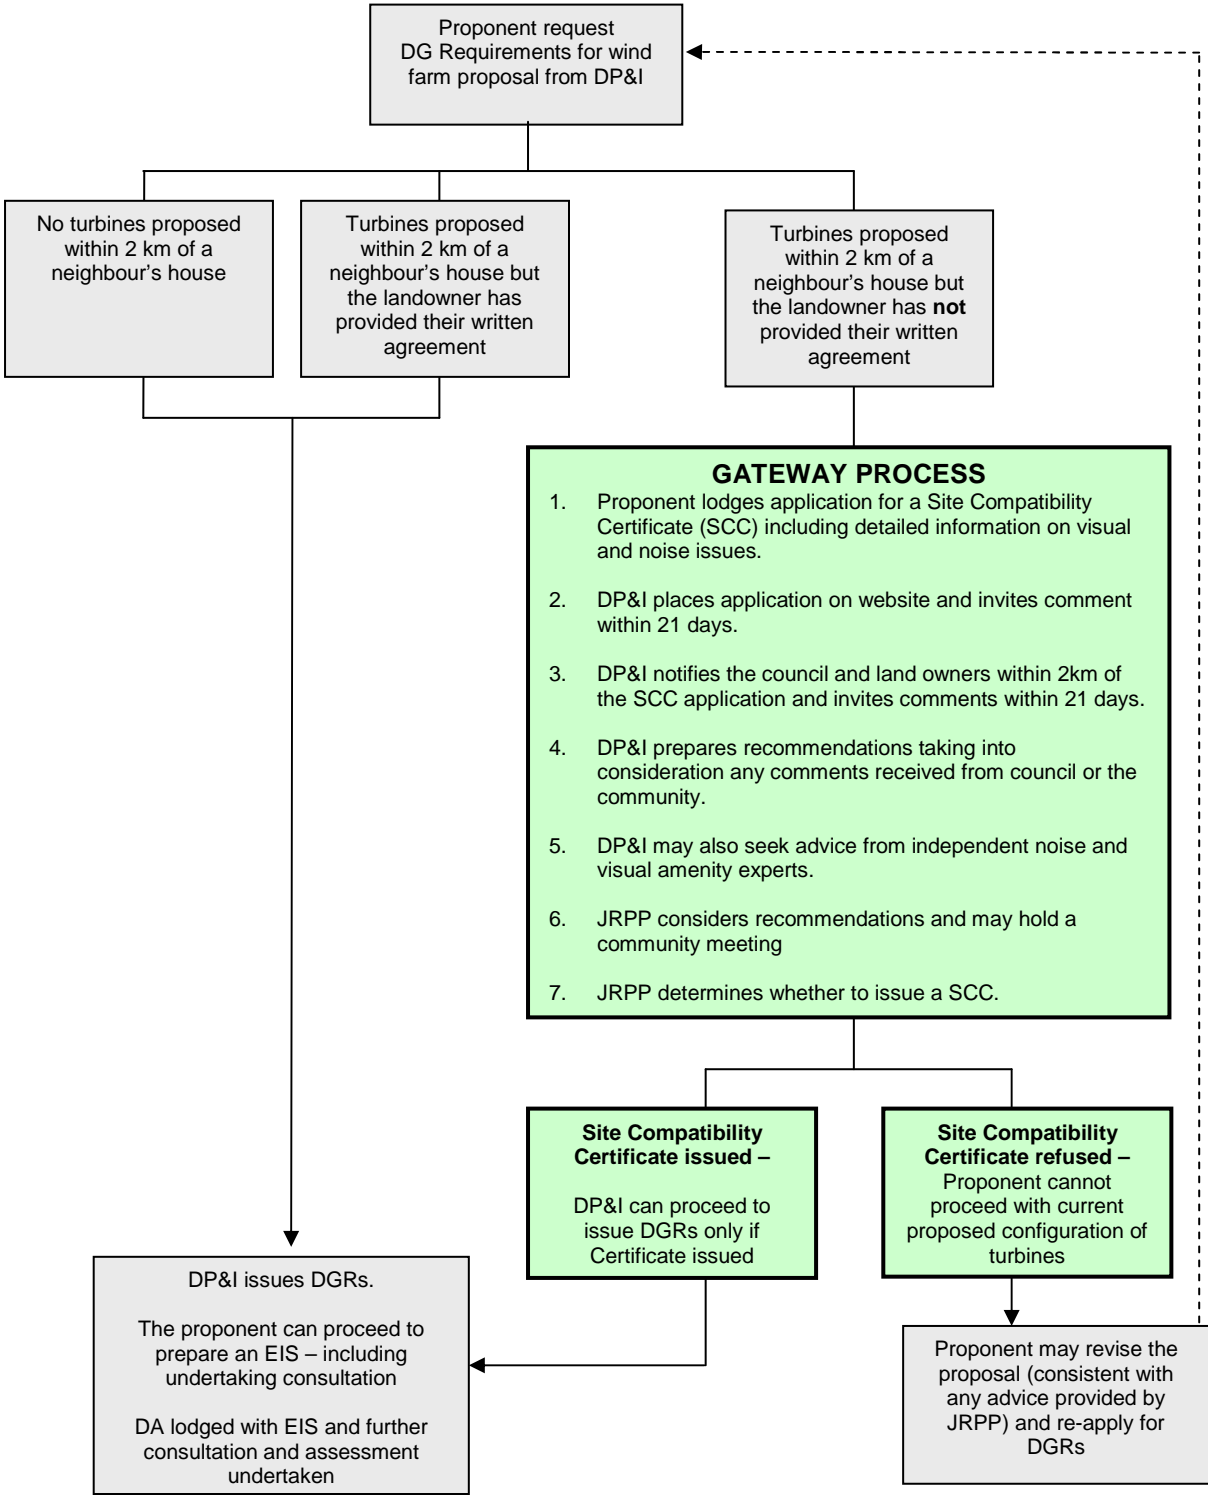 Proponent request
DG Requirements for wind
farm proposal from DP&I
No turbines proposed
within 2 km of a
neighbour's house
Turbines proposed
within 2 km of a
neighbour's house but
the landowner has
provided their written
agreement
Turbines proposed
within 2 km of a
neighbour's house but
the landowner has not
provided their written
agreement
GATEWAY PROCESS
1. Proponent lodges application for a Site Compatibility
Certificate (SCC) including detailed information on visual
and noise issues.
2. DP&I places application on website and invites comment
within 21 days.
3. DP&I notifies the council and land owners within 2km of
the SCC application and invites comments within 21 days.
4. DP&I prepares recommendations taking into
consideration any comments received from council or the
community.
5. DP&I may also seek advice from independent noise and
visual amenity experts.
6. JRPP considers recommendations and may hold a
community meeting
7. JRPP determines whether to issue a SCC.
Site Compatibility
Certificate issued –
DP&I can proceed to
issue DGRs only if
Certificate issued
Site Compatibility
Certificate refused –
Proponent cannot
proceed with current
proposed configuration of
turbines
DP&I issues DGRs.
The proponent can proceed to
prepare an EIS – including
undertaking consultation
DA lodged with EIS and further
consultation and assessment
undertaken
Proponent may revise the
proposal (consistent with
any advice provided by
JRPP) and re-apply for
DGRs